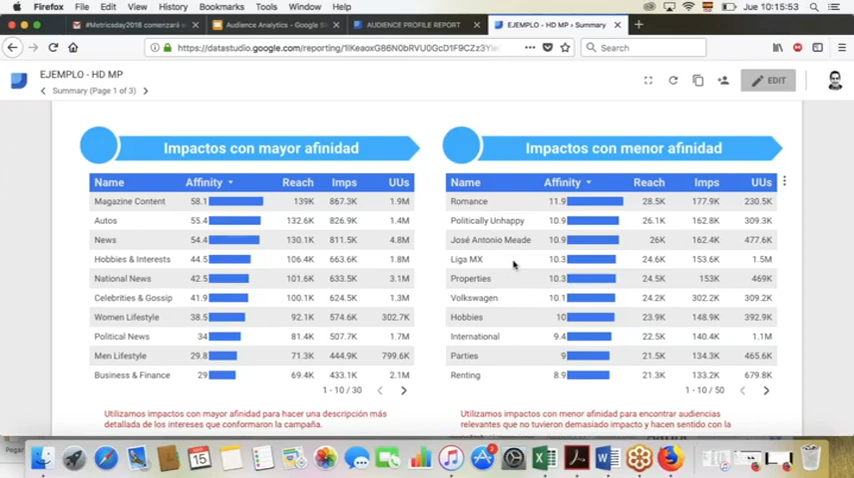 Firefox File Edit View History Bookmarks Tools Window Help Jue 10:15:53
#Metricsday2018 comenzará
Audience Analytics - Google Sl
AUDIENCE PROFILE REPORT
EJEMPLO - HD MP › Summary
https://datastudio.google.com/reporting/
Search
EJEMPLO - HD MP
Summary (Page 1 of 3)
EDIT
Impactos con mayor afinidad
Name Affinity Reach Imps UUs
Magazine Content 58.1 139K 867.3K 1.9M
Autos 55.4 132.6K 826.9K 1.4M
News 54.4 130.1K 811.5K 4.8M
Hobbies & Interests 44.5 106.4K 663.6K 1.8M
National News 42.5 101.6K 633.5K 3.1M
Celebrities & Gossip 41.9 100.1K 624.5K 1.3M
Women Lifestyle 38.5 92.1K 574.6K 302.7K
Political News 34 81.4K 507.7K 1.7M
Men Lifestyle 29.8 71.3K 444.9K 799.6K
Business & Finance 29 69.4K 433.1K 2.1M
1 - 10 / 30
Utilizamos impactos con mayor afinidad para hacer una descripción más
detallada de los intereses que conformaron la campaña.
Impactos con menor afinidad
Name Affinity Reach Imps UUs
Romance 11.9 28.5K 177.9K 230.5K
Politically Unhappy 10.9 26.1K 162.8K 309.3K
José Antonio Meade 10.9 26K 162.4K 477.6K
Liga MX 10.3 24.6K 153.6K 1.5M
Properties 10.3 24.6K 153K 469K
Volkswagen 10.1 24.2K 302.2K 309.2K
Hobbies 10 23.9K 148.9K 392.9K
International 9.4 22.5K 140.4K 1.1M
Parties 9 21.5K 134.3K 465.6K
Renting 8.9 21.3K 133.2K 679.8K
1 - 10 / 50
Utilizamos impactos con menor afinidad para encontrar audiencias
relevantes que no tuvieron demasiado impacto y hacen sentido con la
Pegar
15